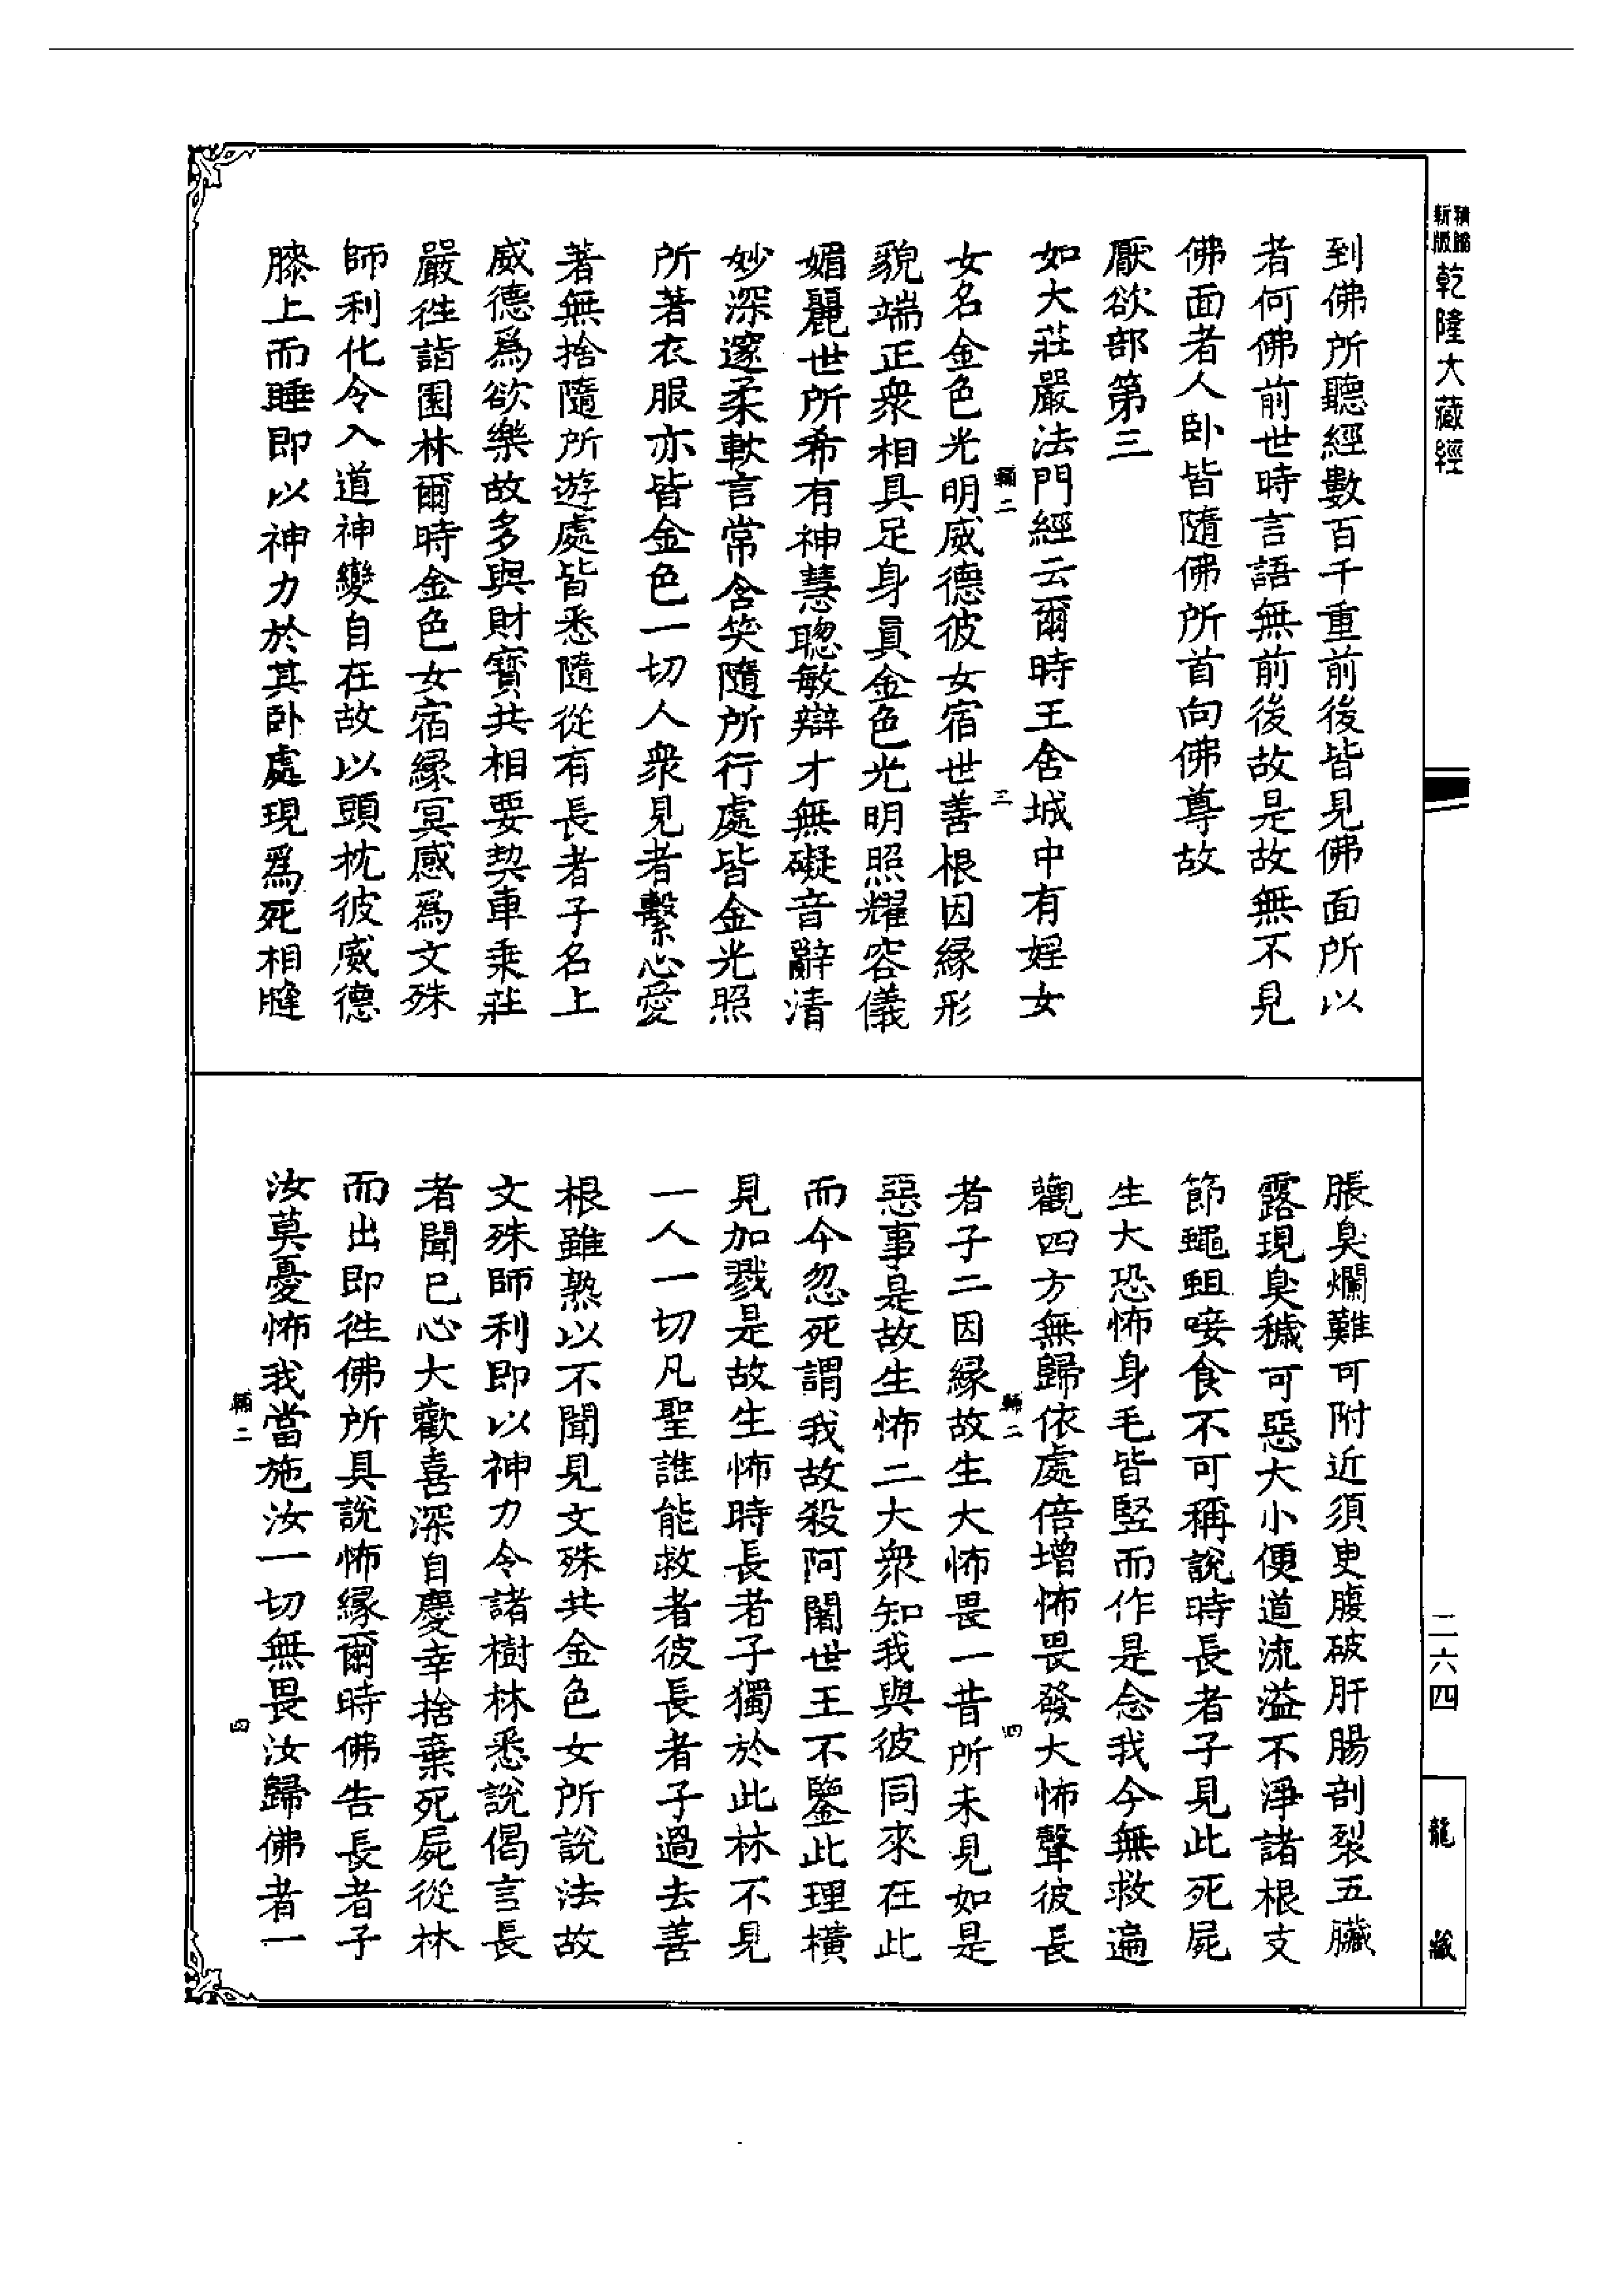 新版
乾隆大藏經
到佛所聽經數百千重前後皆見佛面所以
者何佛前世時言語無前後故是故無不見
佛面者人卧皆隨佛所首向佛尊故
厭欲部第三
如大莊嚴法門經云爾時王舍城中有婬女
輔二
三
女名金色光明威德彼女宿世善根因縁形
貌端正衆相具足身真金色光明照耀容儀
媚麗世所希有神慧聰敏辯才無礙音辭清
妙深邃柔軟言常含笑隨所行處皆金光照
所著衣服亦皆金色一切人衆見者繫心愛
著無捨隨所遊處皆悉隨從有長者子名上
威德爲欲樂故多與財寶共相要契車乗莊
嚴徃詣園林爾時金色女宿縁冥感爲文殊
師利化令入道神變自在故以頭枕彼威德
膝上而睡即以神力於其卧處現爲死相膖
脹臭爛難可附近須臾腹破肝腸剖裂五臟
露現臭穢可惡大小便道流溢不淨諸根支
節蠅蛆唼食不可稱說時長者子見此死屍
生大恐怖身毛皆竪而作是念我今無救遍
觀四方無歸依處倍增怖畏發大怖聲彼長
輔二
四
者子二因縁故生大怖畏一昔所未見如是
惡事是故生怖二大衆知我與彼同來在此
而今忽死謂我故殺阿闍世王不鑒此理橫
見加戮是故生怖時長者子獨於此林不見
一人一切凡聖誰能救者彼長者子過去善
根雖熟以不聞見文殊共金色女所說法故
文殊師利即以神力令諸樹林悉說偈言長
者聞已心大歡喜深自慶幸捨棄死屍從林
而出即徃佛所具說怖縁爾時佛告長者子
汝莫憂怖我當施汝一切無畏汝歸佛者一
輔二
四
二六四
龍藏